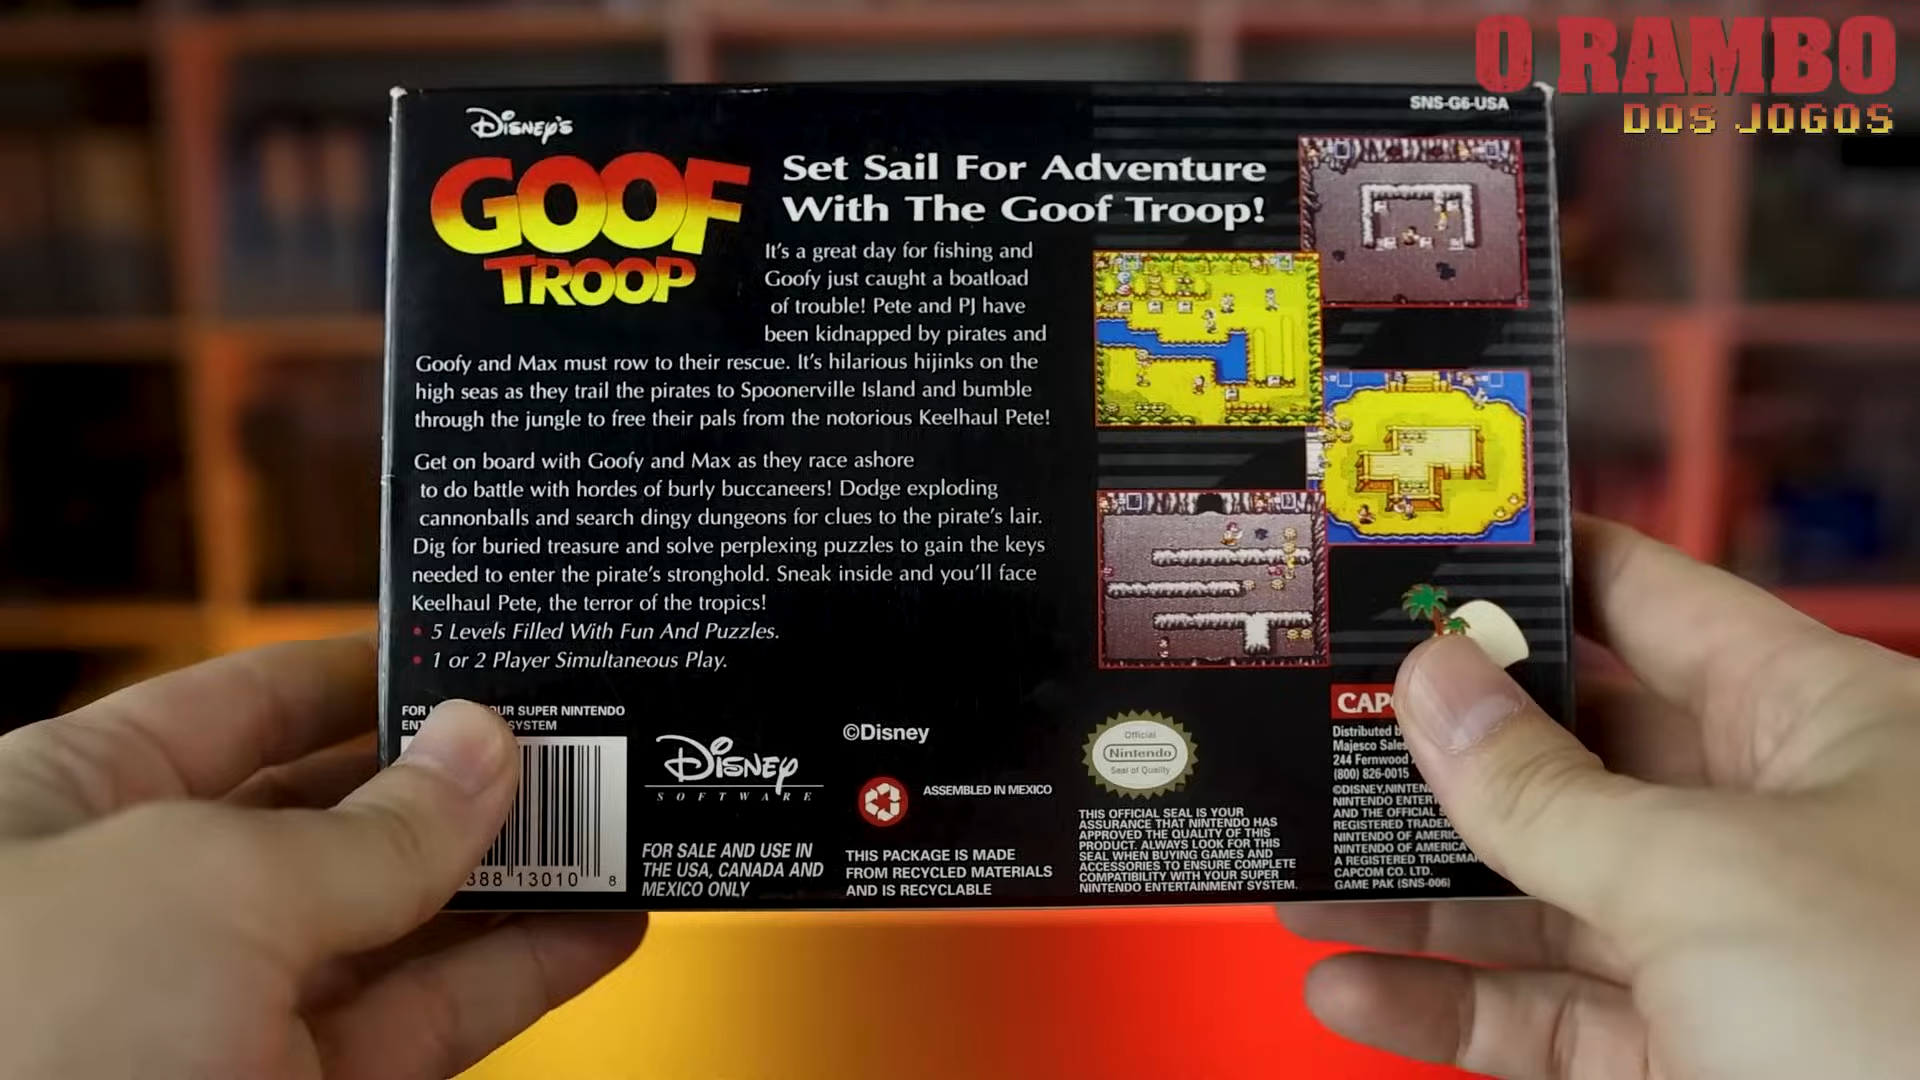 O RAMBO
DOS JOGOS
SNS-G6-USA
DISNEY'S
GOOF
TROOP
Set Sail For Adventure
With The Goof Troop!
It's a great day for fishing and
Goofy just caught a boatload
of trouble! Pete and PJ have
been kidnapped by pirates and
Goofy and Max must row to their rescue. It's hilarious hijinks on the
high seas as they trail the pirates to Spoonerville Island and bumble
through the jungle to free their pals from the notorious Keelhaul Pete!
Get on board with Goofy and Max as they race ashore
to do battle with hordes of burly buccaneers! Dodge exploding
cannonballs and search dingy dungeons for clues to the pirate's lair.
Dig for buried treasure and solve perplexing puzzles to gain the keys
needed to enter the pirate's stronghold. Sneak inside and you'll face
Keelhaul Pete, the terror of the tropics!
• 5 Levels Filled With Fun And Puzzles.
• 1 or 2 Player Simultaneous Play.
FOR SUPER NINTENDO
SYSTEM
388 13010 8
DISNEY
SOFTWARE
FOR SALE AND USE IN
THE USA, CANADA AND
MEXICO ONLY
©Disney
ASSEMBLED IN MEXICO
THIS PACKAGE IS MADE
FROM RECYCLED MATERIALS
AND IS RECYCLABLE
Official
Nintendo
Seal of Quality
THIS OFFICIAL SEAL IS YOUR
ASSURANCE THAT NINTENDO HAS
APPROVED THE QUALITY OF THIS
PRODUCT. ALWAYS LOOK FOR THIS
SEAL WHEN BUYING GAMES AND
ACCESSORIES TO ENSURE COMPLETE
COMPATIBILITY WITH YOUR SUPER
NINTENDO ENTERTAINMENT SYSTEM.
Distributed
Majesco Sales
244 Fernwood
(800) 826-0015
©DISNEY,
NINTENDO
AND THE OFFICIAL
REGISTERED
NINTENDO OF
NINTENDO OF AMERICA
A REGISTERED
CAPCOM CO. LTD.
GAME PAK (SNS-006)